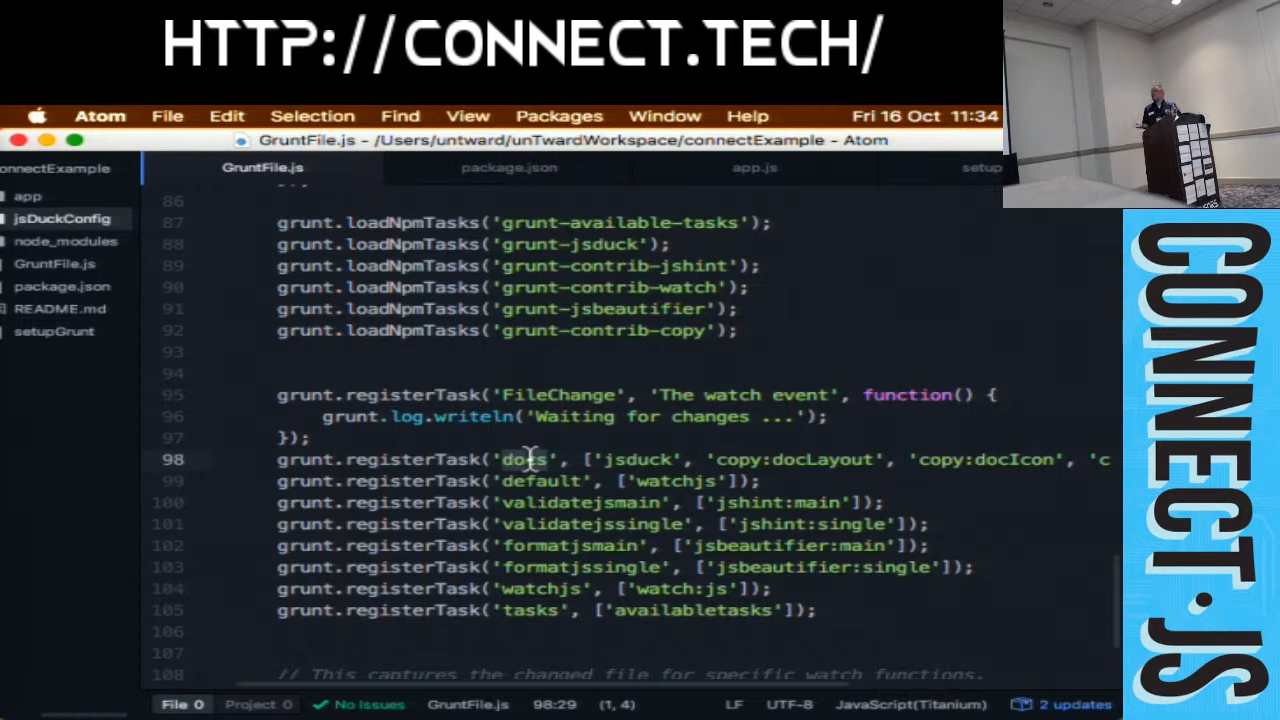 HTTP://CONNECT.TECH/
Atom File Edit Selection Find View Packages Window Help Fri 16 Oct 11:34
GruntFile.js – /Users/untward/unTwardWorkspace/connectExample – Atom
onnectExample
GruntFile.js package.json app.js setup
app
jsDuckConfig
node_modules
GruntFile.js
package.json
README.md
setupGrunt
86 });
87 grunt.loadNpmTasks('grunt-available-tasks');
88 grunt.loadNpmTasks('grunt-jsduck');
89 grunt.loadNpmTasks('grunt-contrib-jshint');
90 grunt.loadNpmTasks('grunt-contrib-watch');
91 grunt.loadNpmTasks('grunt-jsbeautifier');
92 grunt.loadNpmTasks('grunt-contrib-copy');
93
94
95 grunt.registerTask('FileChange', 'The watch event', function() {
96 grunt.log.writeln('Waiting for changes ...');
97 });
98 grunt.registerTask('docs', ['jsduck', 'copy:docLayout', 'copy:docIcon', 'c
99 grunt.registerTask('default', ['watchjs']);
100 grunt.registerTask('validatejsmain', ['jshint:main']);
101 grunt.registerTask('validatejssingle', ['jshint:single']);
102 grunt.registerTask('formatjsmain', ['jsbeautifier:main']);
103 grunt.registerTask('formatjssingle', ['jsbeautifier:single']);
104 grunt.registerTask('watchjs', ['watch:js']);
105 grunt.registerTask('tasks', ['availabletasks']);
106
107
108 // This captures the changed file for specific watch functions.
File 0 Project 0 No Issues GruntFile.js 98:29 (1, 4) LF UTF-8 JavaScript(Titanium) 2 updates
CONNECT.JS